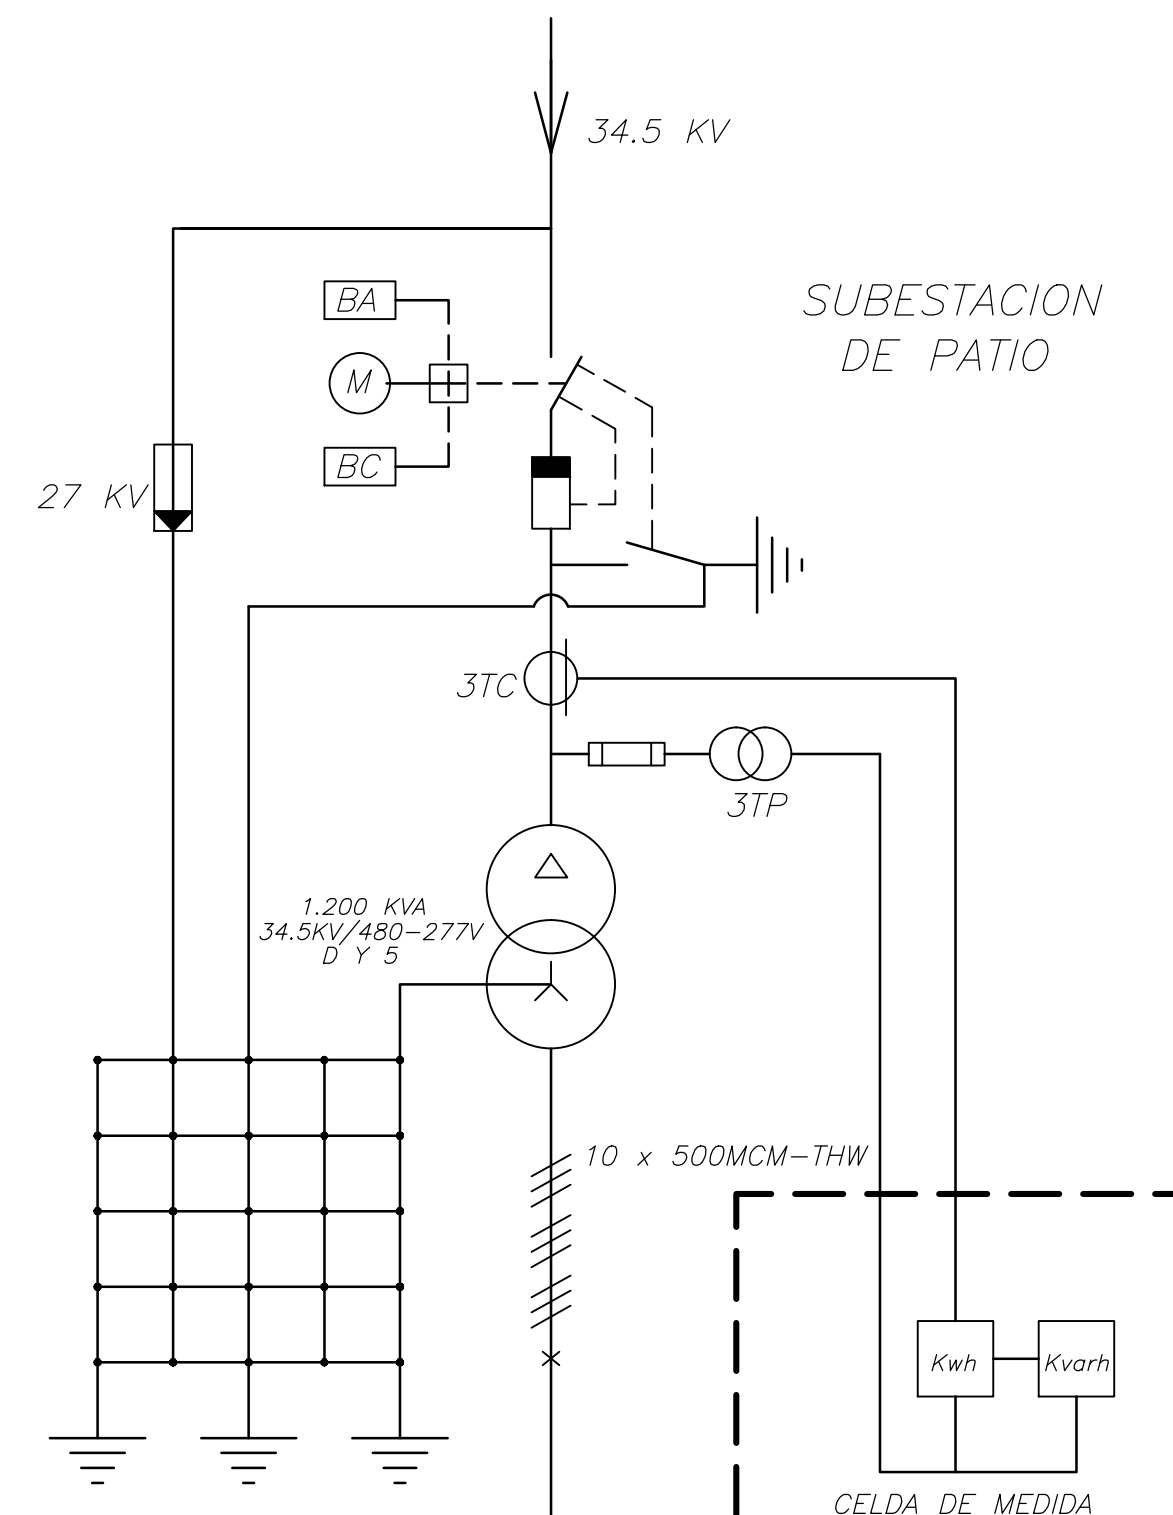 34.5 KV
SUBESTACION
DE PATIO
BA
M
BC
27 KV
3TC
3TP
1.200 KVA
34.5KV/480-277V
D Y 5
10 x 500MCM-THW
Kwh
Kvarh
CELDA DE MEDIDA